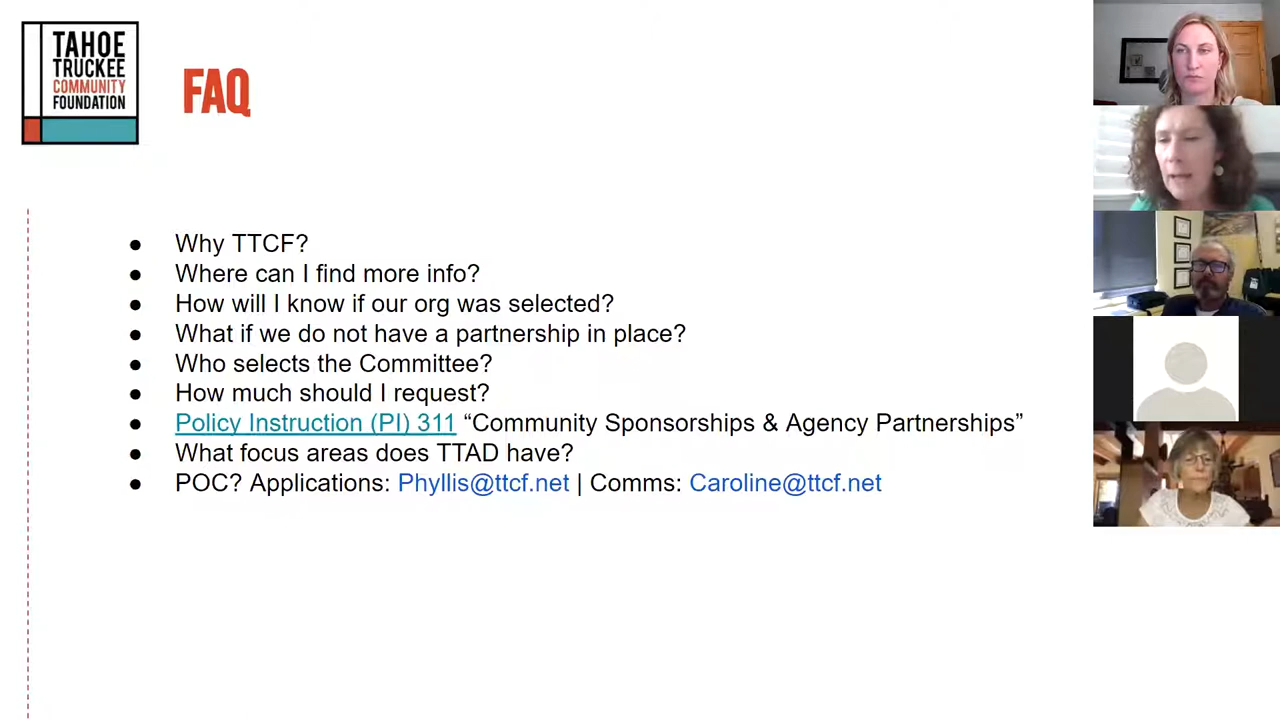 TAHOE
TRUCKEE
COMMUNITY
FOUNDATION
FAQ
● Why TTCF?
● Where can I find more info?
● How will I know if our org was selected?
● What if we do not have a partnership in place?
● Who selects the Committee?
● How much should I request?
● Policy Instruction (PI) 311 “Community Sponsorships & Agency Partnerships”
● What focus areas does TTAD have?
● POC? Applications: Phyllis@ttcf.net | Comms: Caroline@ttcf.net